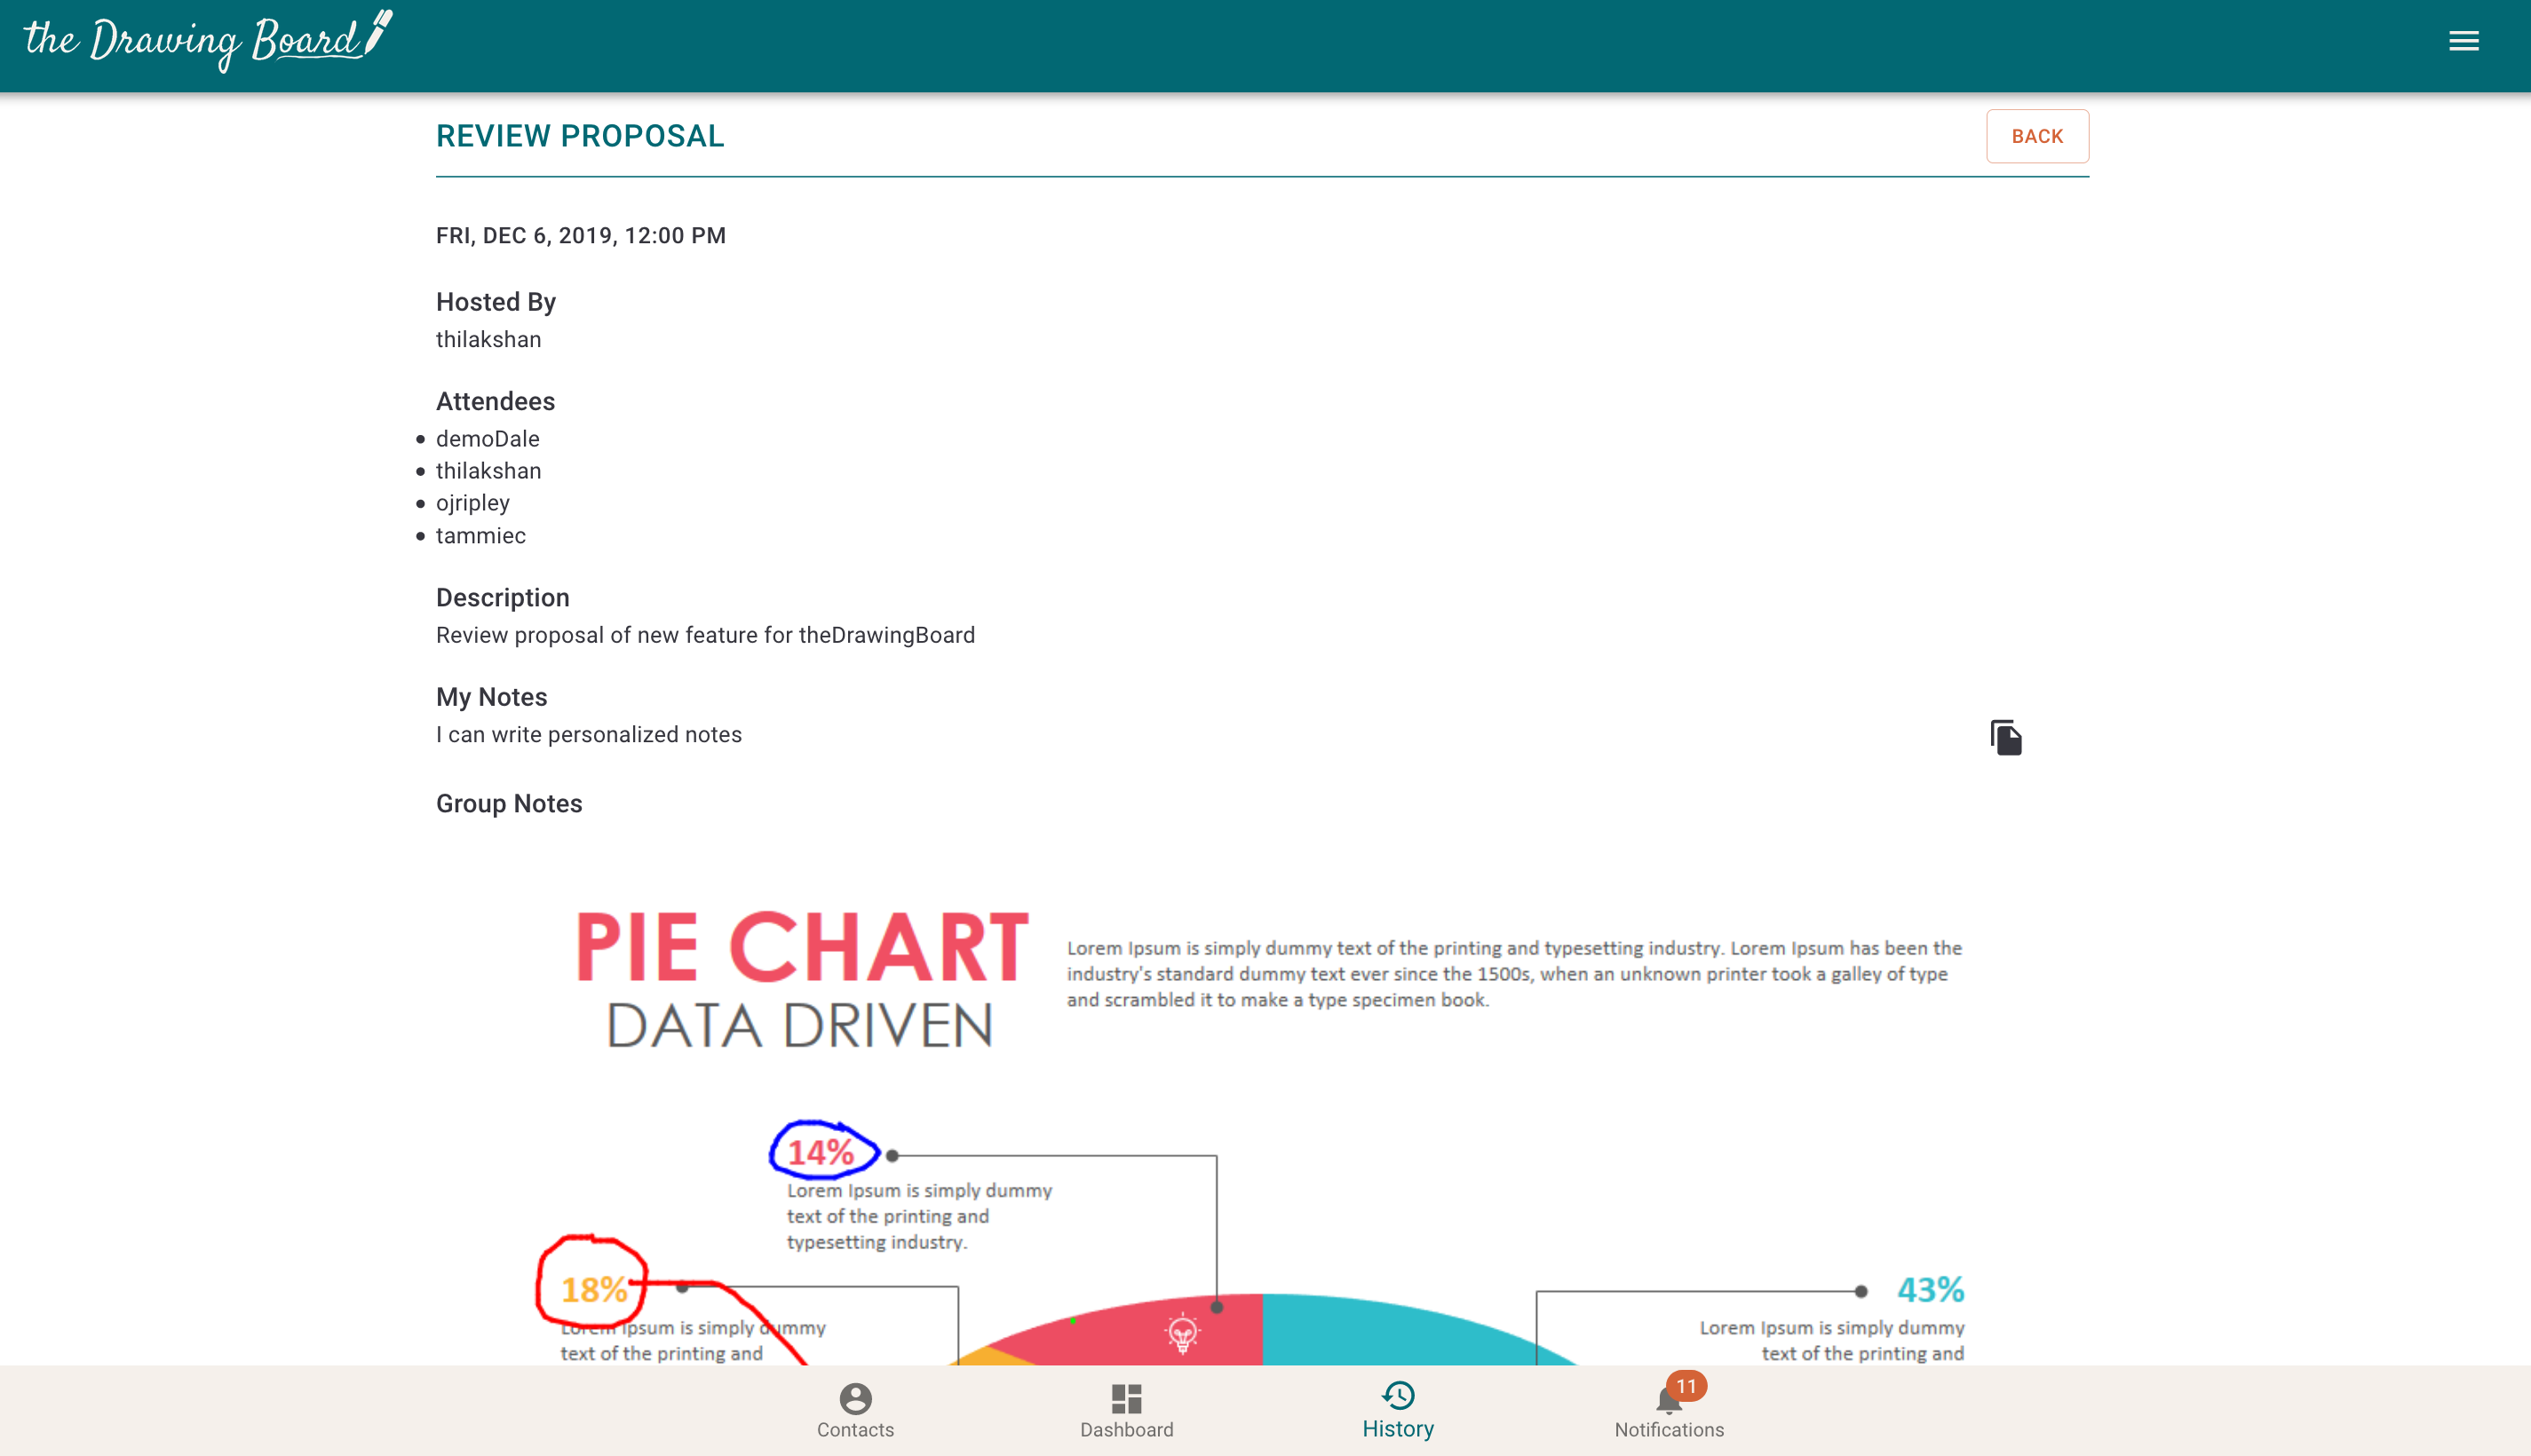 the Drawing Board
REVIEW PROPOSAL
BACK
FRI, DEC 6, 2019, 12:00 PM
Hosted By
thilakshan
Attendees
demoDale
thilakshan
ojripley
tammiec
Description
Review proposal of new feature for theDrawingBoard
My Notes
I can write personalized notes
Group Notes
PIE CHART
DATA DRIVEN
Lorem Ipsum is simply dummy text of the printing and typesetting industry. Lorem Ipsum has been the
industry's standard dummy text ever since the 1500s, when an unknown printer took a galley of type
and scrambled it to make a type specimen book.
14%
Lorem Ipsum is simply dummy
text of the printing and
typesetting industry.
18%
Lorem Ipsum is simply dummy
text of the printing and
43%
Lorem Ipsum is simply dummy
text of the printing and
Contacts
Dashboard
History
11
Notifications